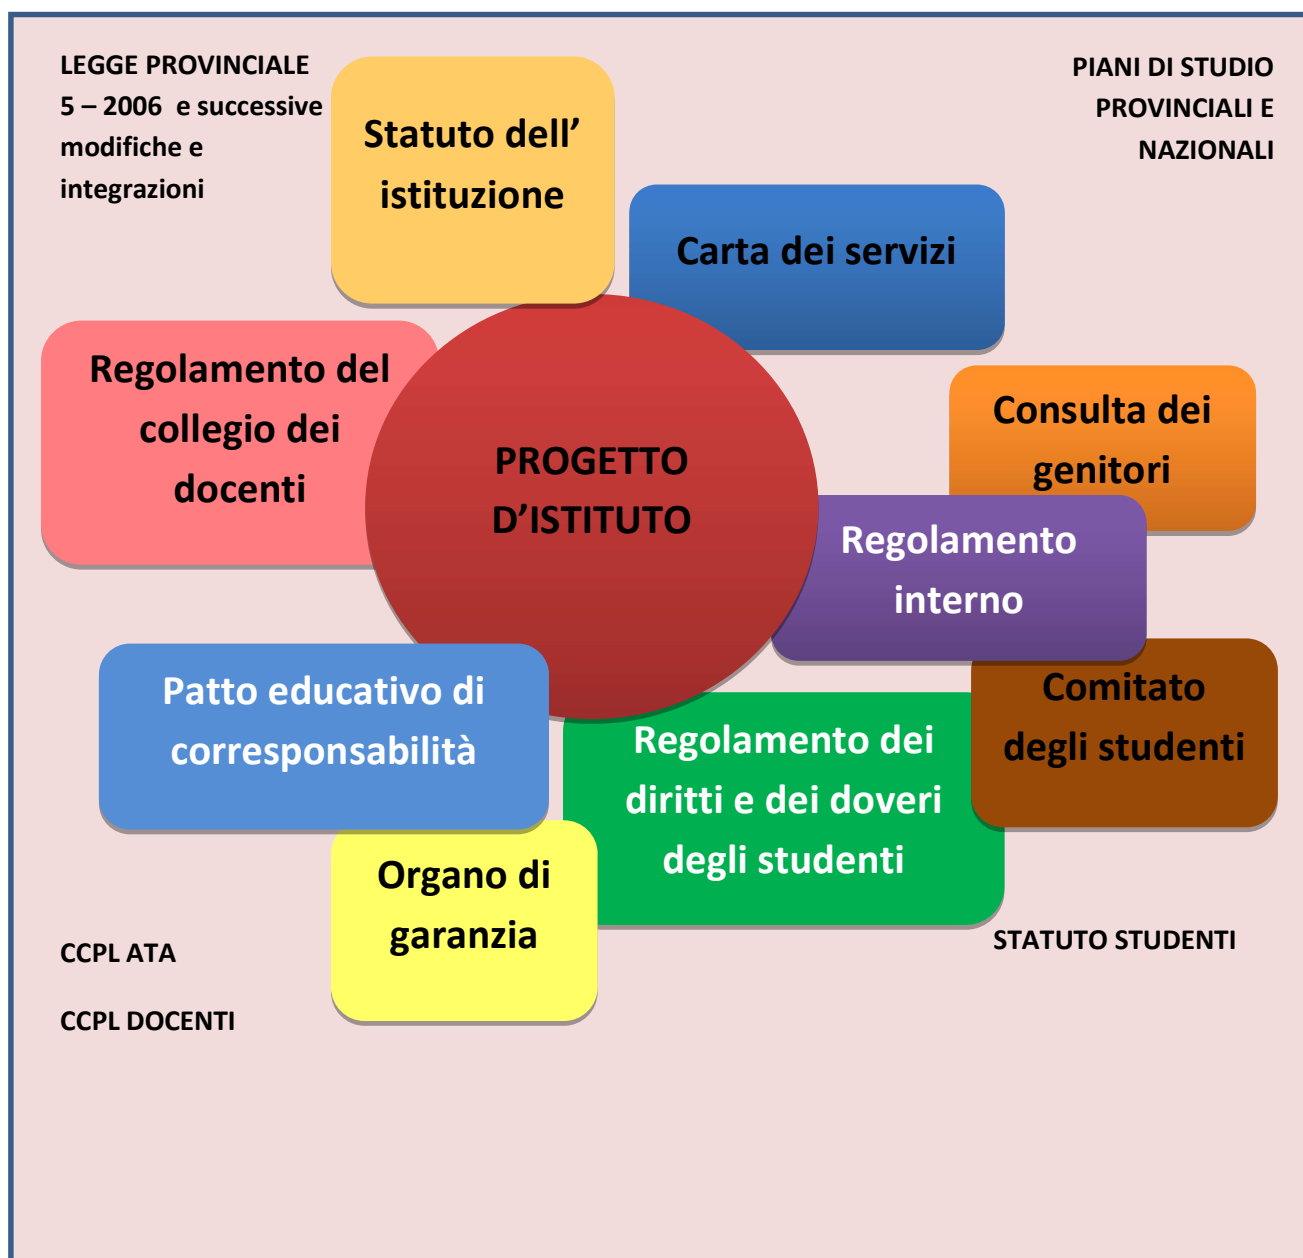 LEGGE PROVINCIALE
5 – 2006 e successive
modifiche e
integrazioni
PIANI DI STUDIO
PROVINCIALI E
NAZIONALI
Statuto dell’
istituzione
Carta dei servizi
Regolamento del
collegio dei
docenti
PROGETTO
D’ISTITUTO
Consulta dei
genitori
Regolamento
interno
Patto educativo di
corresponsabilità
Regolamento dei
diritti e dei doveri
degli studenti
Comitato
degli studenti
Organo di
garanzia
CCPL ATA
CCPL DOCENTI
STATUTO STUDENTI